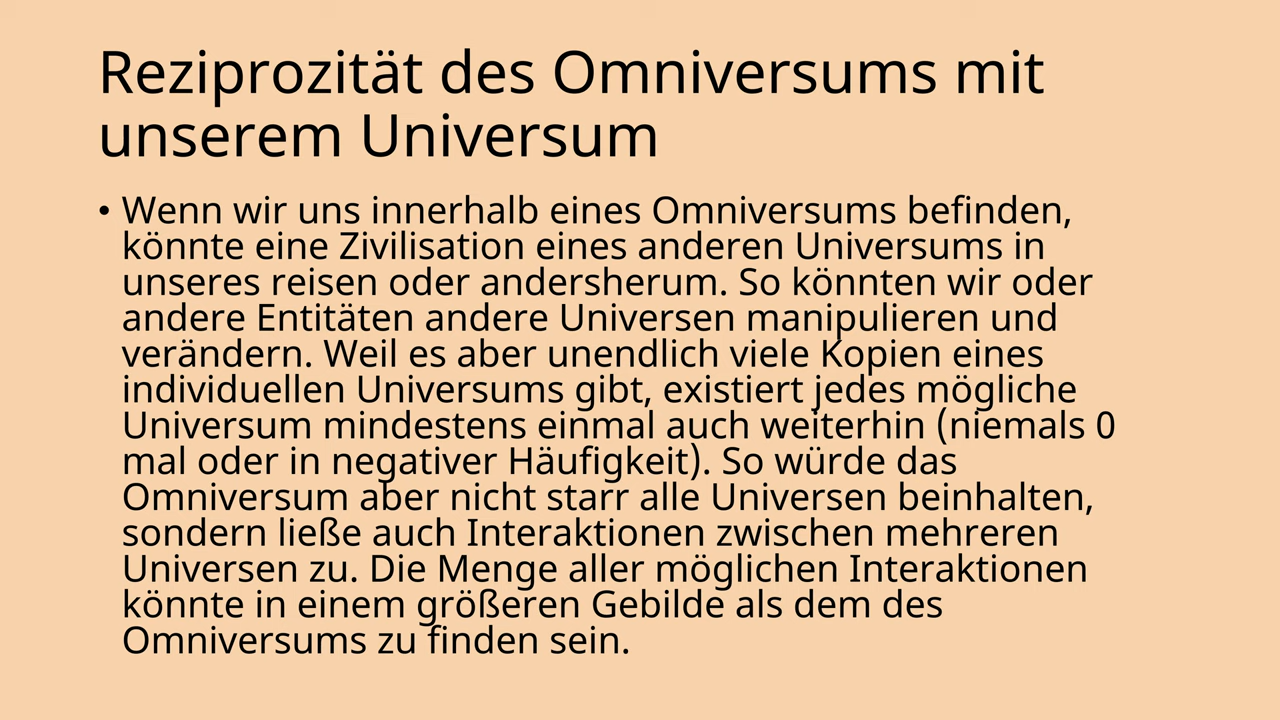 Reziprozität des Omniversums mit
unserem Universum
• Wenn wir uns innerhalb eines Omniversums befinden,
könnte eine Zivilisation eines anderen Universums in
unseres reisen oder andersherum. So könnten wir oder
andere Entitäten andere Universen manipulieren und
verändern. Weil es aber unendlich viele Kopien eines
individuellen Universums gibt, existiert jedes mögliche
Universum mindestens einmal auch weiterhin (niemals 0
mal oder in negativer Häufigkeit). So würde das
Omniversum aber nicht starr alle Universen beinhalten,
sondern ließe auch Interaktionen zwischen mehreren
Universen zu. Die Menge aller möglichen Interaktionen
könnte in einem größeren Gebilde als dem des
Omniversums zu finden sein.